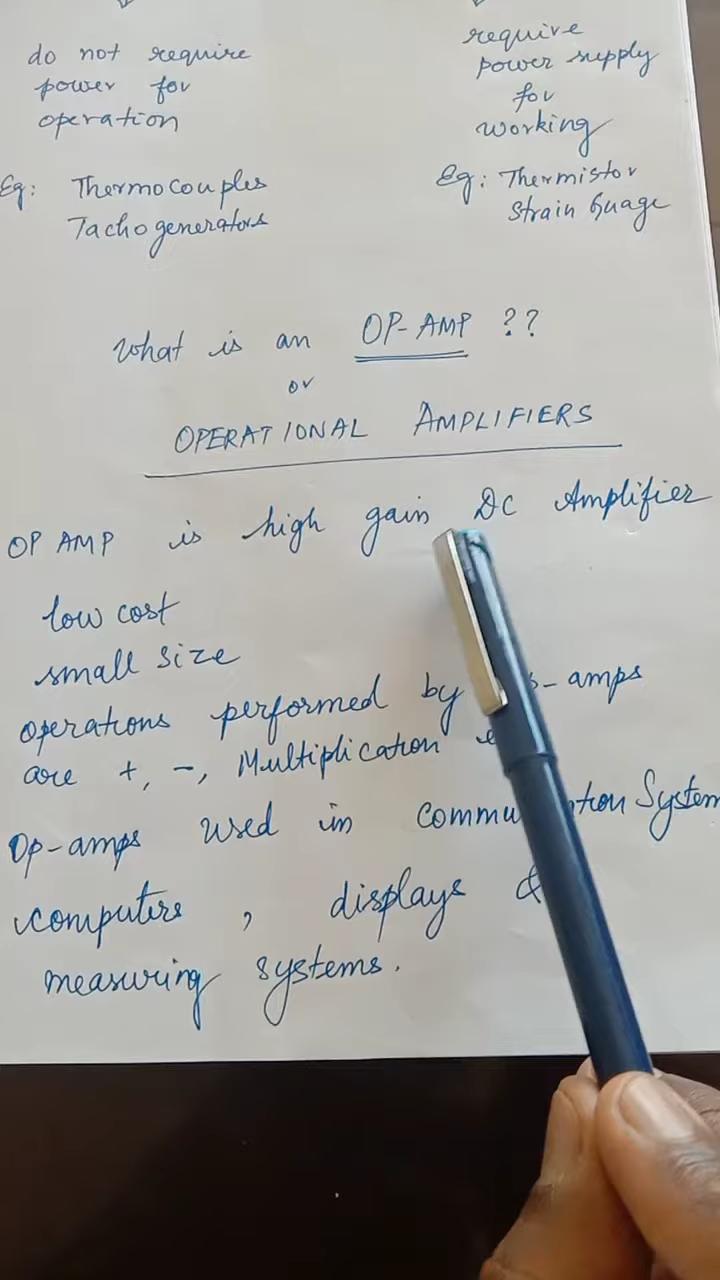 do not require
power for
operation
Eg: Thermocouples
Tachogenerators
require
power supply
for
working
Eg: Thermistor
Strain Guage
What is an OP-AMP ??
or
OPERATIONAL AMPLIFIERS
OP AMP is high gain DC Amplifier
low cost
small size
operations performed by
are +, -, Multiplication
Op-amps used in
computers, displays &
measuring systems.